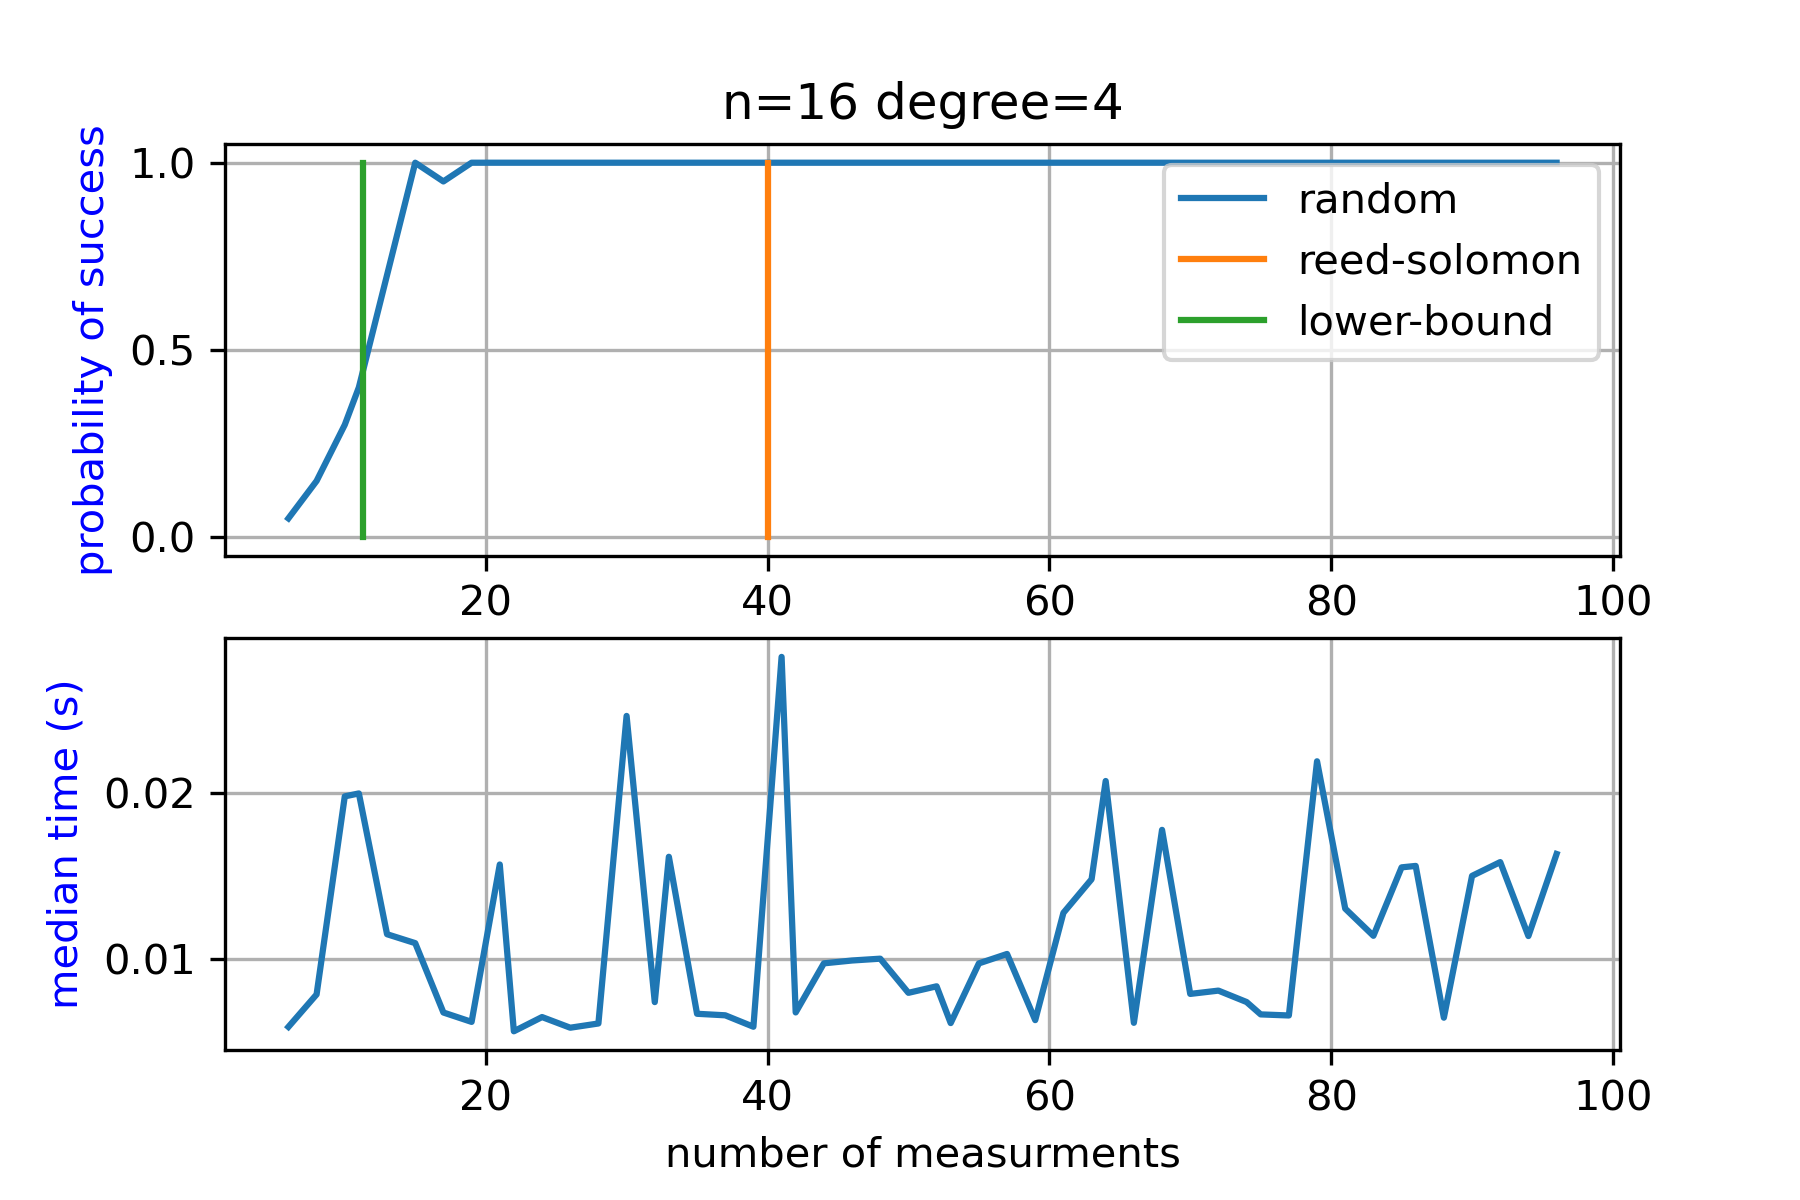 n=16 degree=4
probability of success
1.0
0.5
0.0
random
reed-solomon
lower-bound
20 40 60 80 100
median time (s)
0.02
0.01
20 40 60 80 100
number of measurments